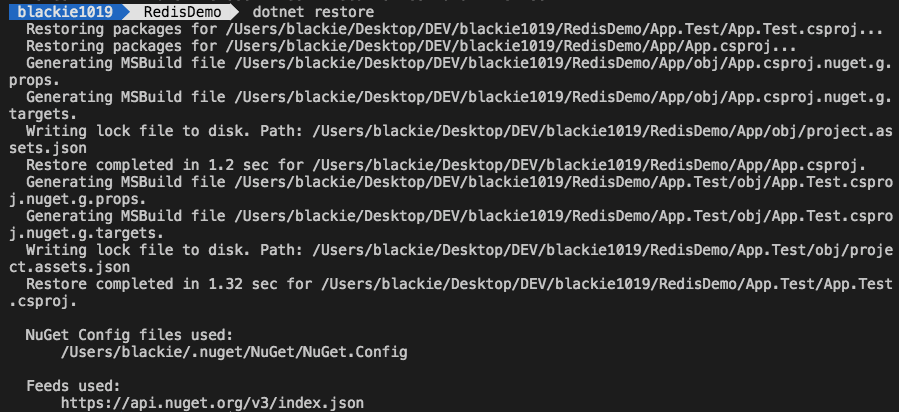 blackie1019 RedisDemo dotnet restore
Restoring packages for /Users/blackie/Desktop/DEV/blackie1019/RedisDemo/App.Test/App.Test.csproj...
Restoring packages for /Users/blackie/Desktop/DEV/blackie1019/RedisDemo/App/App.csproj...
Generating MSBuild file /Users/blackie/Desktop/DEV/blackie1019/RedisDemo/App/obj/App.csproj.nuget.g.
props.
Generating MSBuild file /Users/blackie/Desktop/DEV/blackie1019/RedisDemo/App/obj/App.csproj.nuget.g.
targets.
Writing lock file to disk. Path: /Users/blackie/Desktop/DEV/blackie1019/RedisDemo/App/obj/project.as
sets.json
Restore completed in 1.2 sec for /Users/blackie/Desktop/DEV/blackie1019/RedisDemo/App/App.csproj.
Generating MSBuild file /Users/blackie/Desktop/DEV/blackie1019/RedisDemo/App.Test/obj/App.Test.cspro
j.nuget.g.props.
Generating MSBuild file /Users/blackie/Desktop/DEV/blackie1019/RedisDemo/App.Test/obj/App.Test.cspro
j.nuget.g.targets.
Writing lock file to disk. Path: /Users/blackie/Desktop/DEV/blackie1019/RedisDemo/App.Test/obj/proje
ct.assets.json
Restore completed in 1.32 sec for /Users/blackie/Desktop/DEV/blackie1019/RedisDemo/App.Test/App.Test
.csproj.
NuGet Config files used:
/Users/blackie/.nuget/NuGet/NuGet.Config
Feeds used:
https://api.nuget.org/v3/index.json